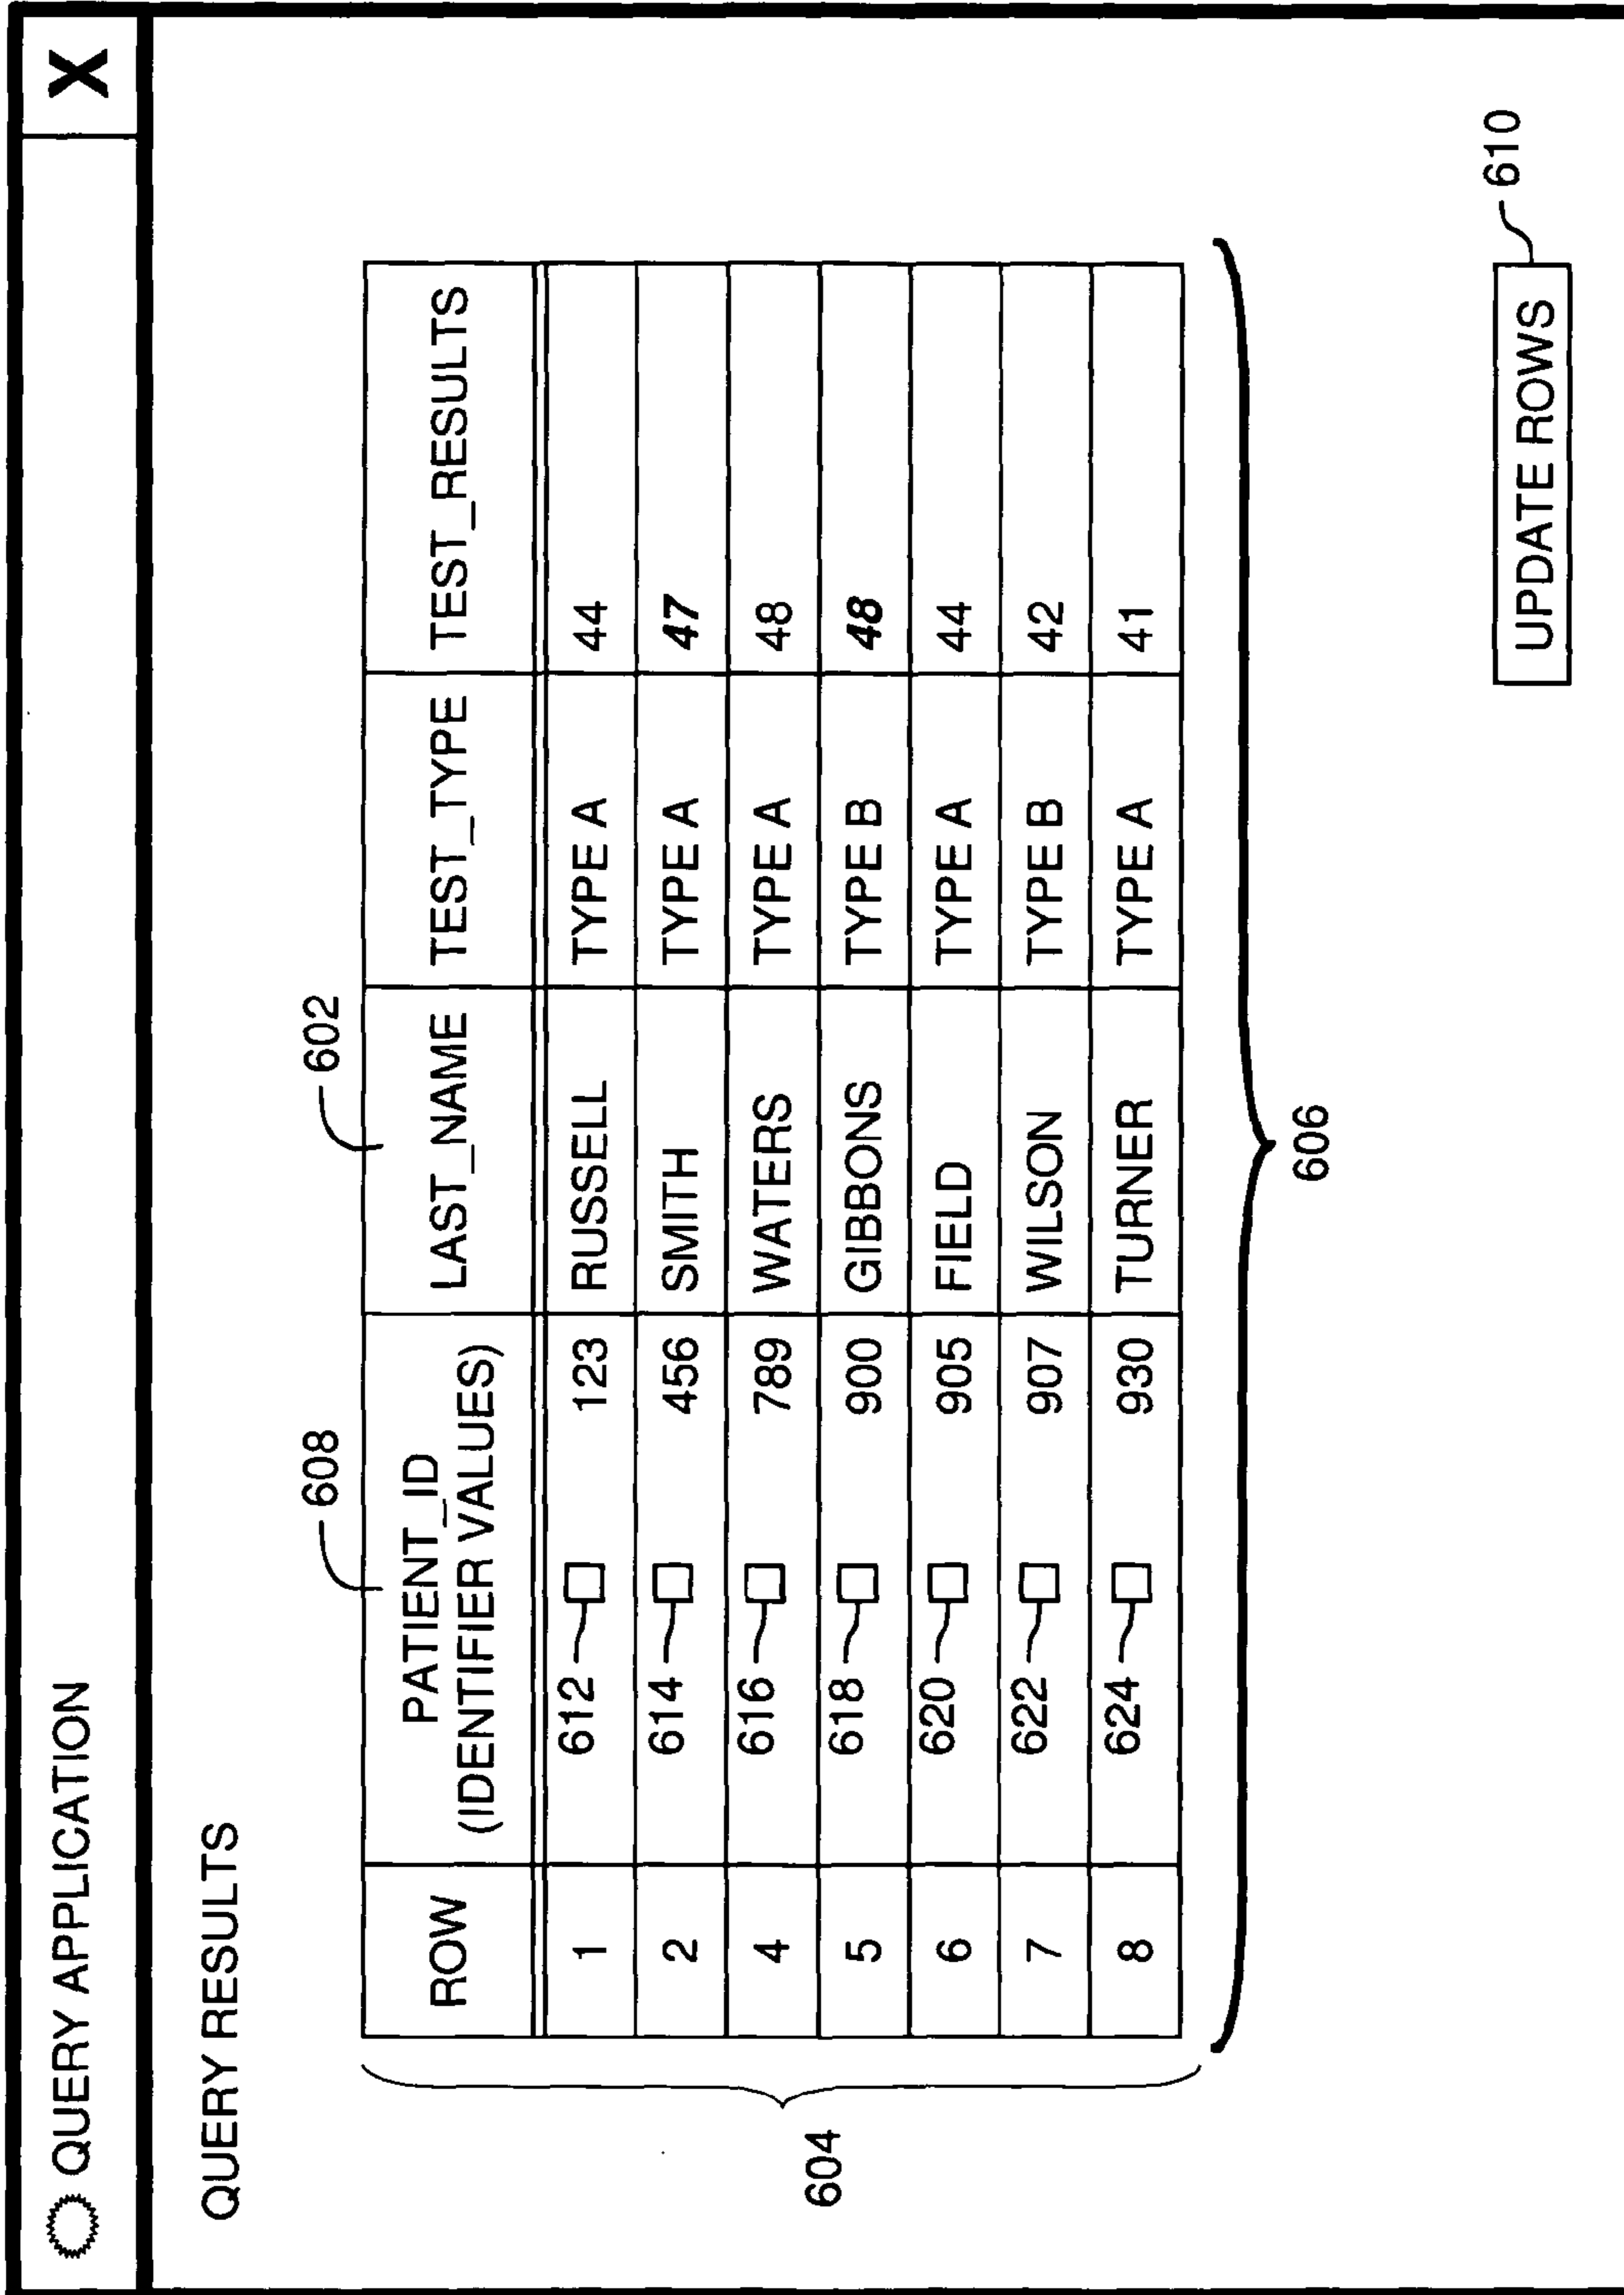 QUERY APPLICATION X
QUERY RESULTS
608 602
ROW PATIENT_ID (IDENTIFIER VALUES) LAST_NAME TEST_TYPE TEST_RESULTS
1 612 123 RUSSELL TYPE A 44
2 614 456 SMITH TYPE A 47
4 616 789 WATERS TYPE A 48
5 618 900 GIBBONS TYPE B 48
6 620 905 FIELD TYPE A 44
7 622 907 WILSON TYPE B 42
8 624 930 TURNER TYPE A 41
604
606
UPDATE ROWS 610